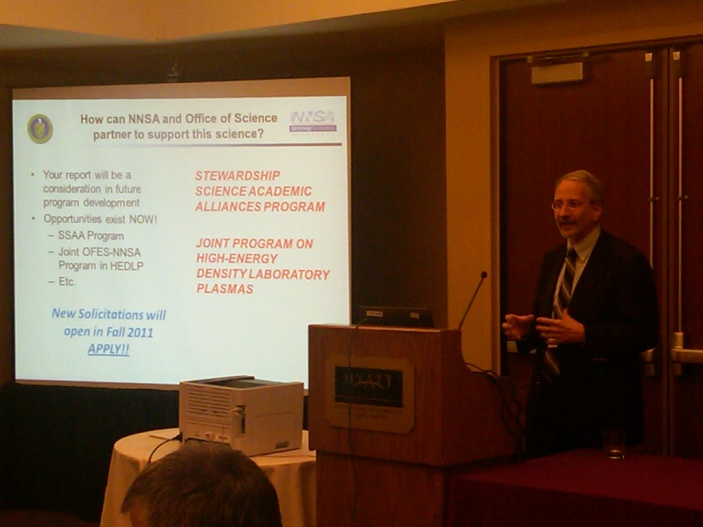 How can NNSA and Office of Science
partner to support this science?
NNSA
• Your report will be a
consideration in future
program development
• Opportunities exist NOW!
– SSAA Program
– Joint OFES-NNSA
Program in HEDLP
– Etc.
New Solicitations will
open in Fall 2011
APPLY!!
STEWARDSHIP
SCIENCE ACADEMIC
ALLIANCES PROGRAM
JOINT PROGRAM ON
HIGH-ENERGY
DENSITY LABORATORY
PLASMAS
HYATT